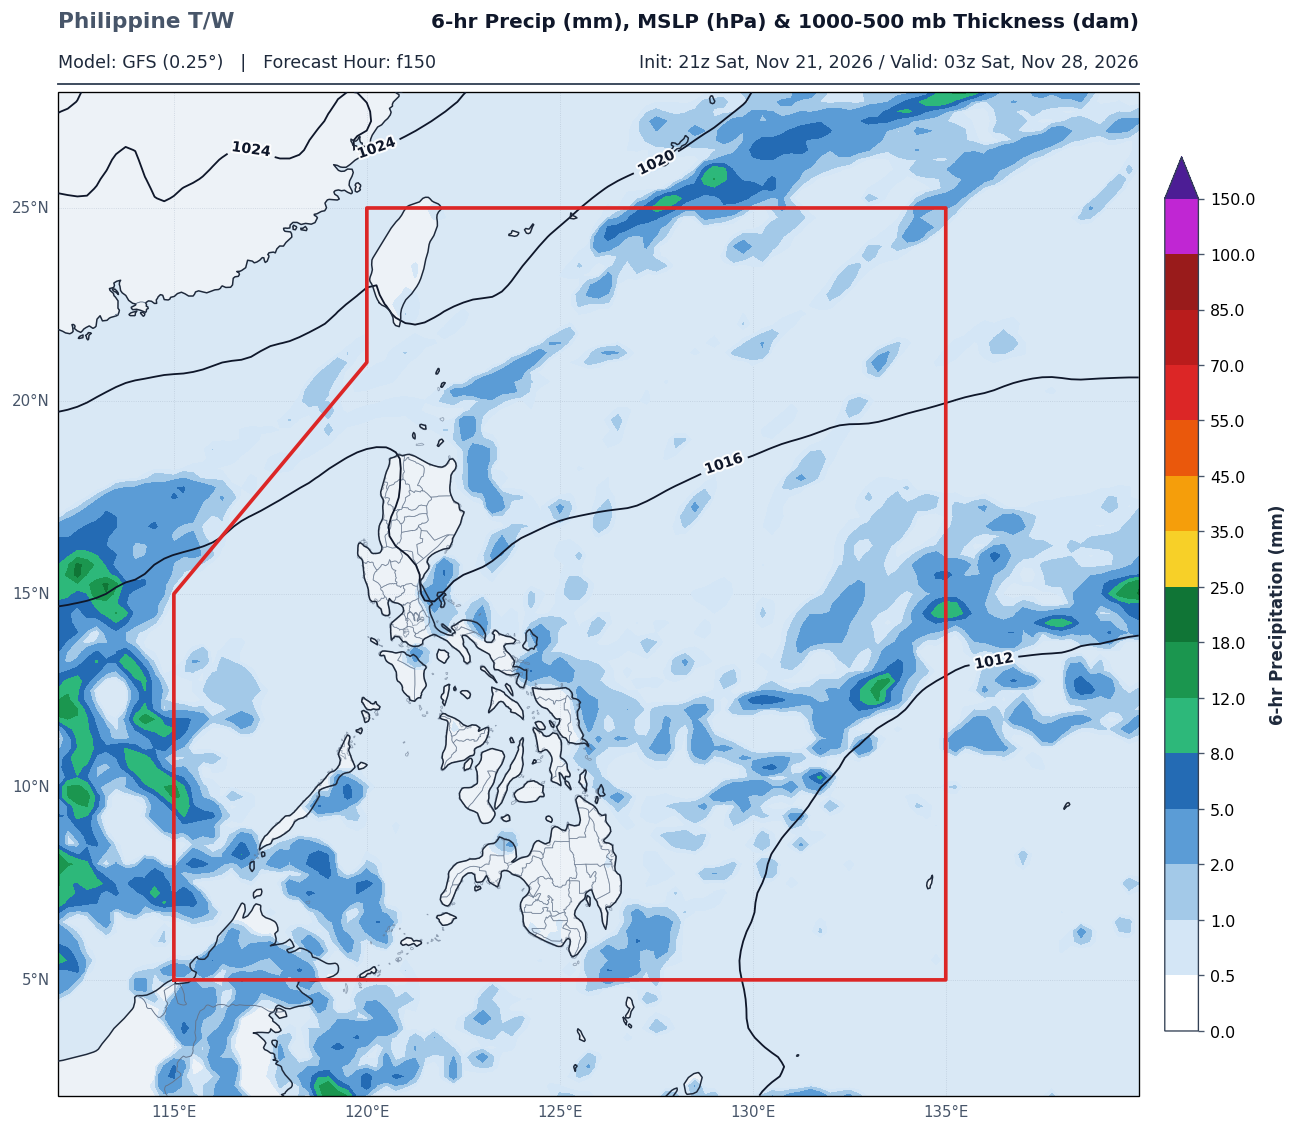 Philippine T/W
6-hr Precip (mm), MSLP (hPa) & 1000-500 mb Thickness (dam)
Model: GFS (0.25°) | Forecast Hour: f150
Init: 21z Sat, Nov 21, 2026 / Valid: 03z Sat, Nov 28, 2026
1024
1024
1020
1016
1012
25°N
20°N
15°N
10°N
5°N
115°E
120°E
125°E
130°E
135°E
150.0
100.0
85.0
70.0
55.0
45.0
35.0
25.0
18.0
12.0
8.0
5.0
2.0
1.0
0.5
0.0
6-hr Precipitation (mm)